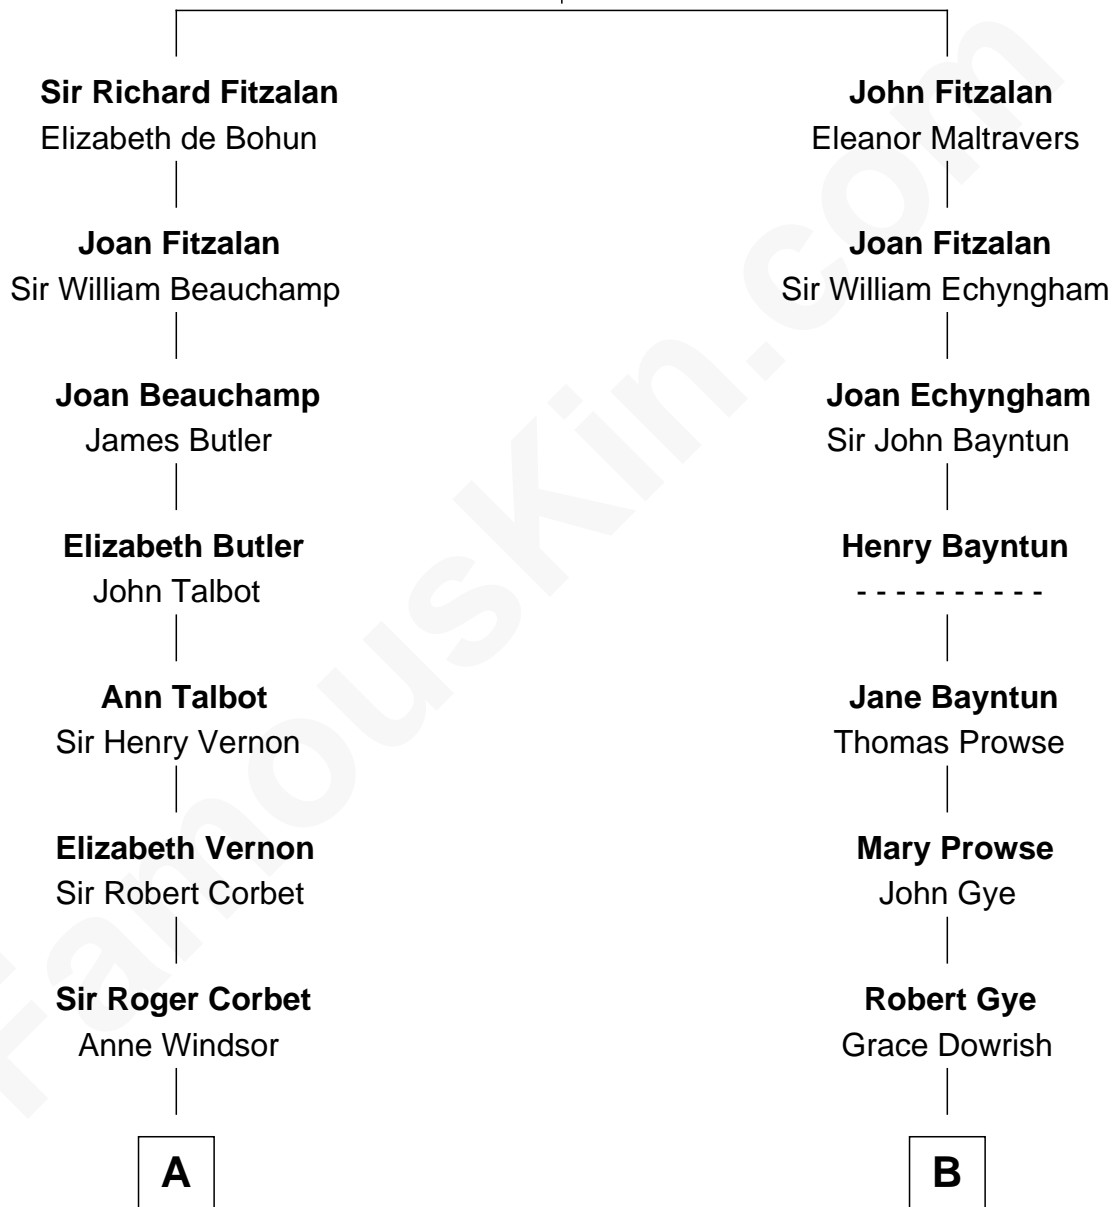 Sir Richard Fitzalan
Elizabeth de Bohun
Joan Fitzalan
Sir William Beauchamp
Joan Beauchamp
James Butler
Elizabeth Butler
John Talbot
Ann Talbot
Sir Henry Vernon
Elizabeth Vernon
Sir Robert Corbet
Sir Roger Corbet
Anne Windsor
A
John Fitzalan
Eleanor Maltravers
Joan Fitzalan
Sir William Echyngham
Joan Echyngham
Sir John Bayntun
Henry Bayntun
- - - - - - - - - -
Jane Bayntun
Thomas Prowse
Mary Prowse
John Gye
Robert Gye
Grace Dowrish
B
FamousKin.com